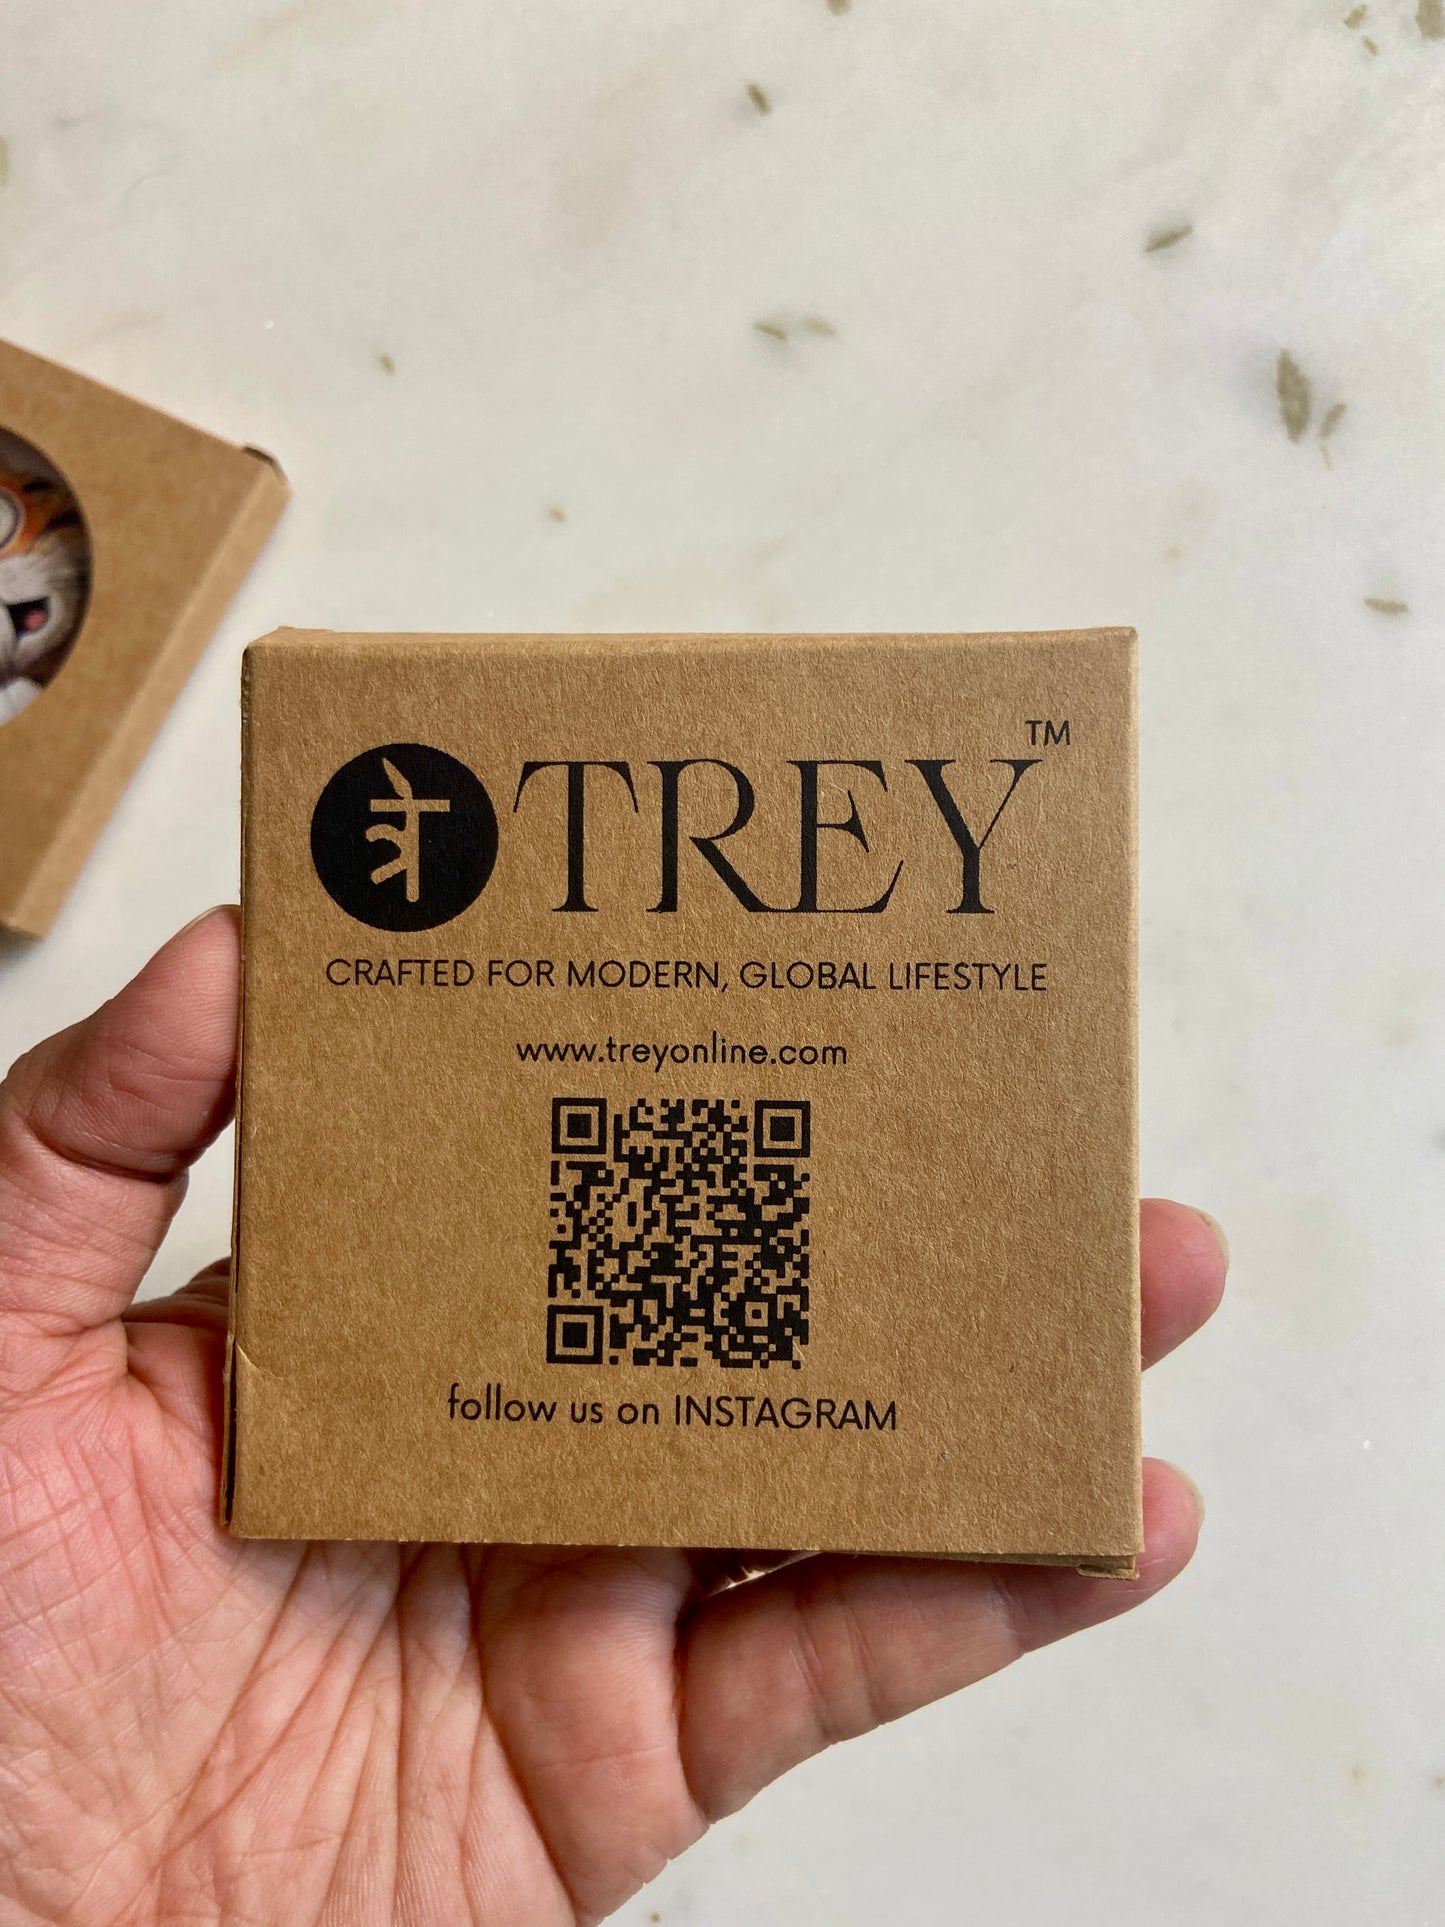 त्रे TREY™
CRAFTED FOR MODERN, GLOBAL LIFESTYLE
www.treyonline.com
follow us on INSTAGRAM